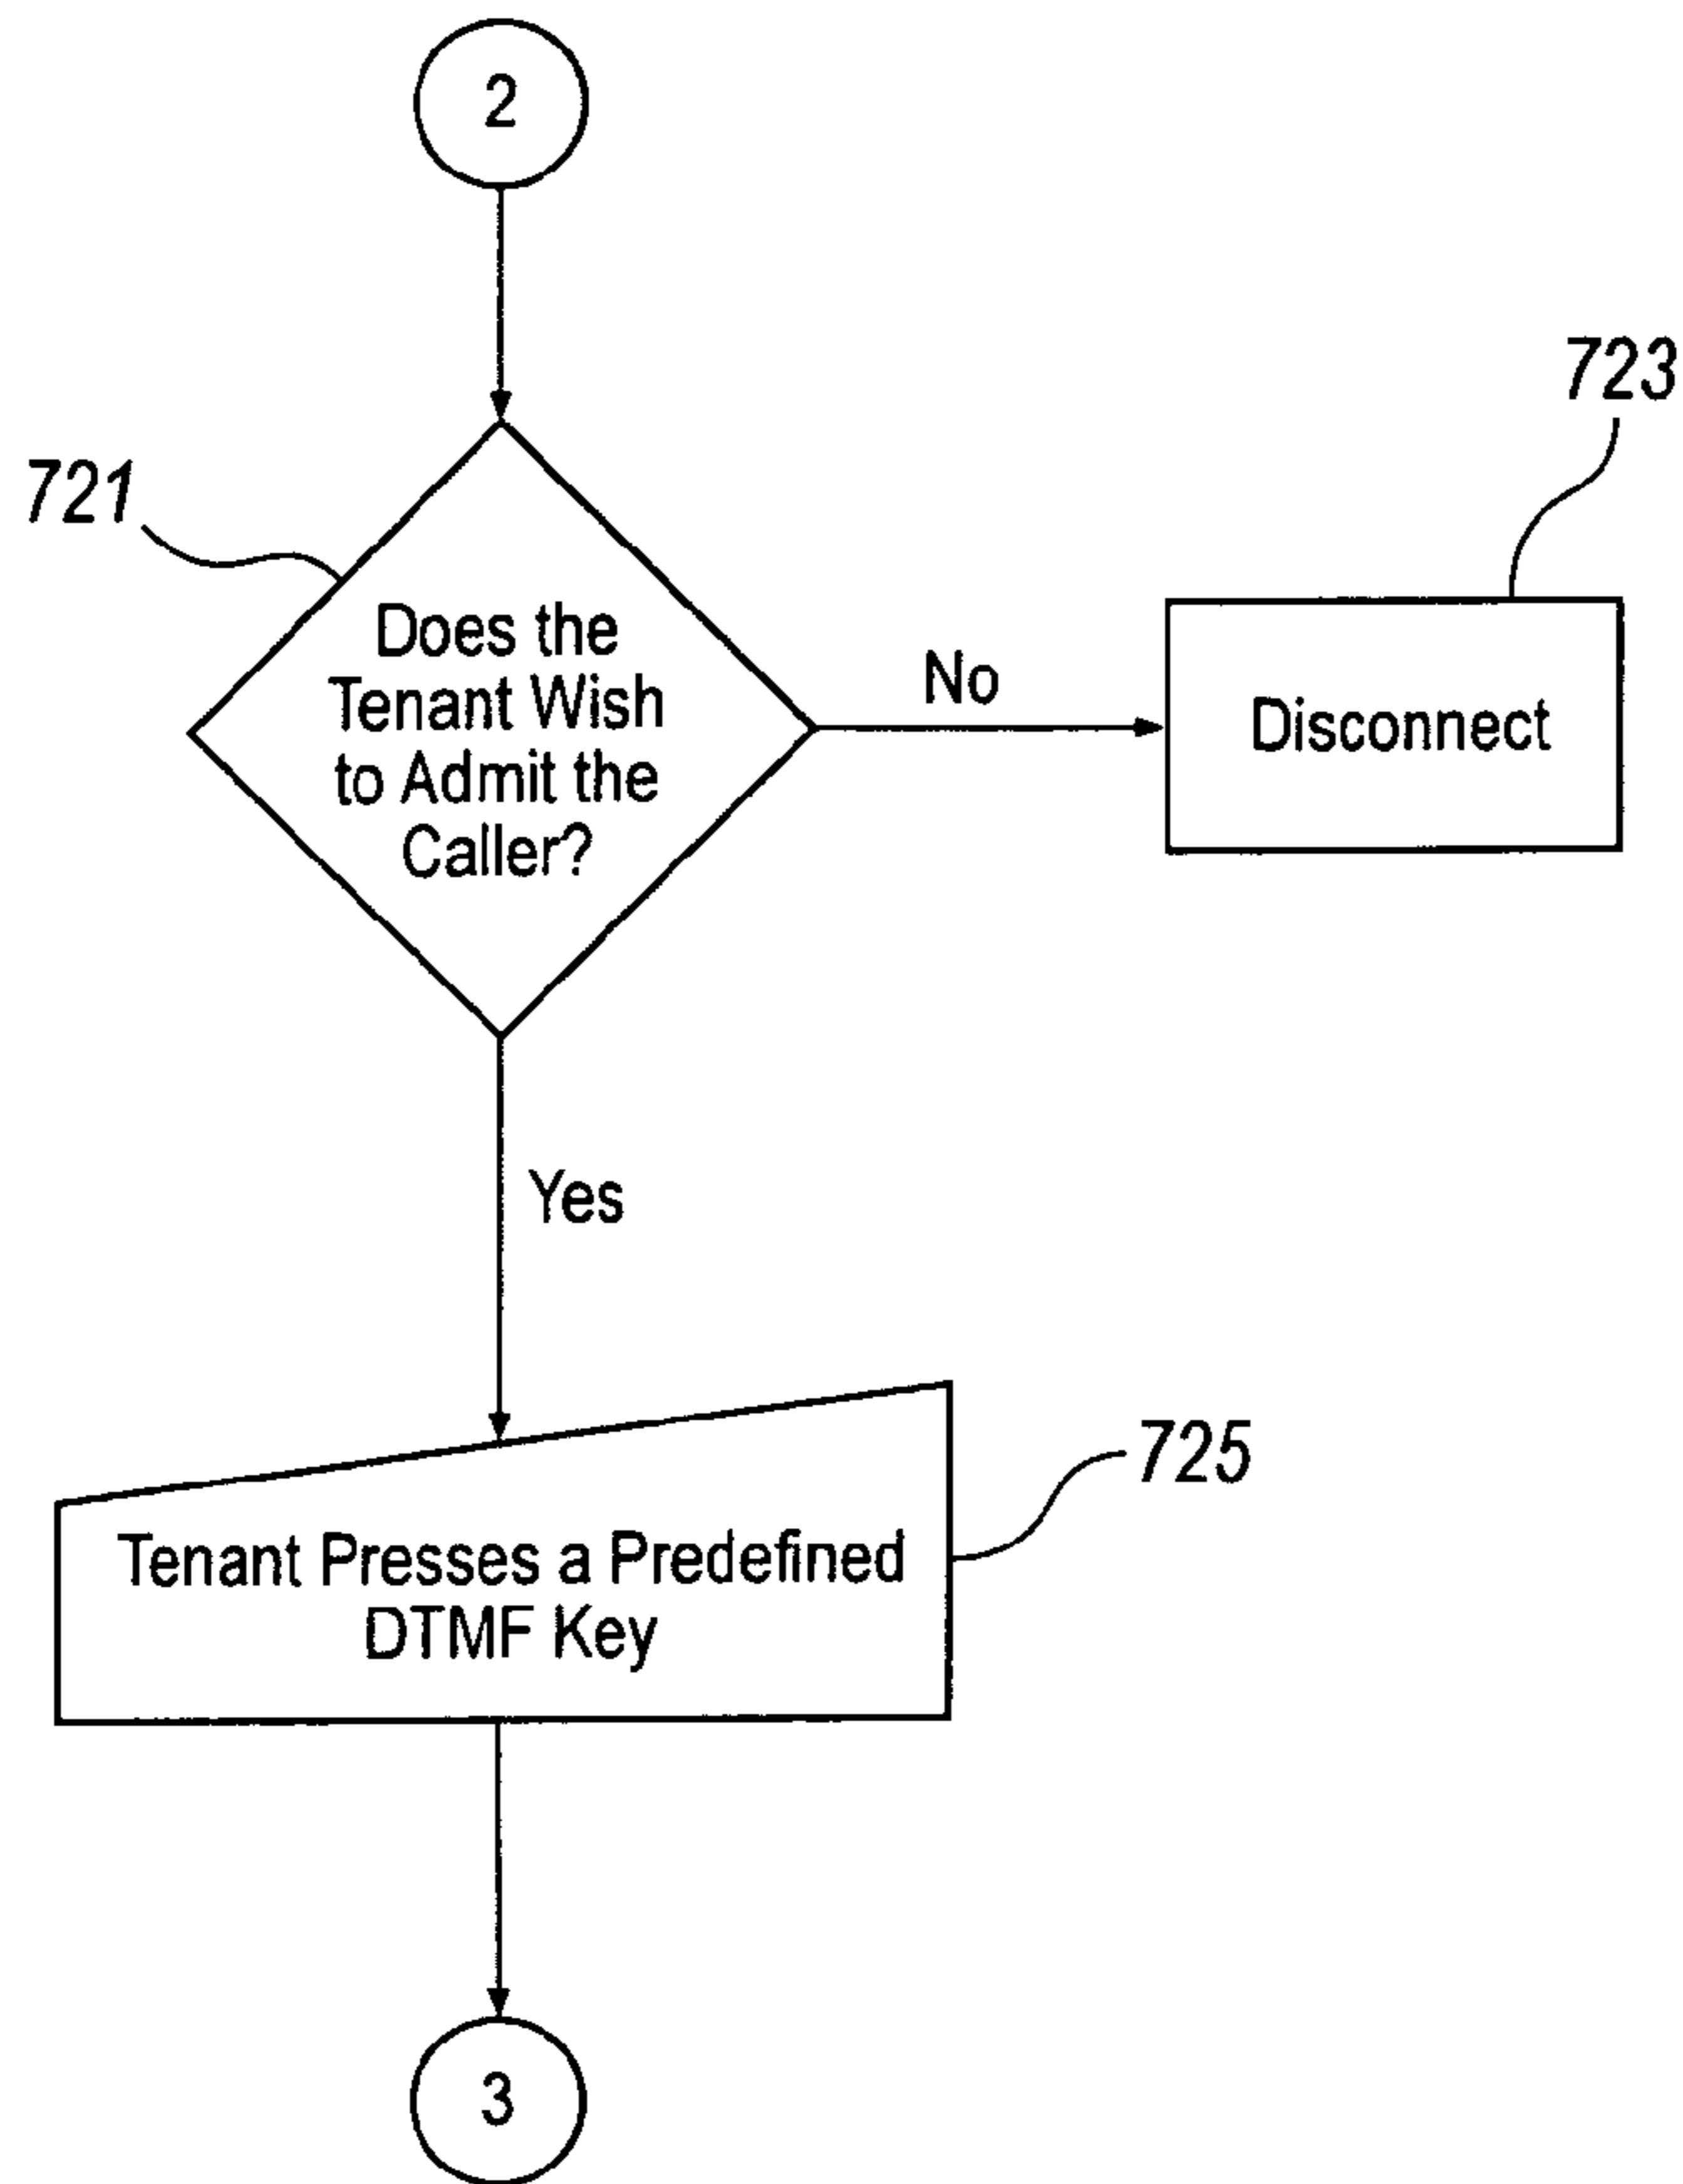 2
721
723
Does the
Tenant Wish
to Admit the
Caller?
No
Disconnect
Yes
725
Tenant Presses a Predefined
DTMF Key
3